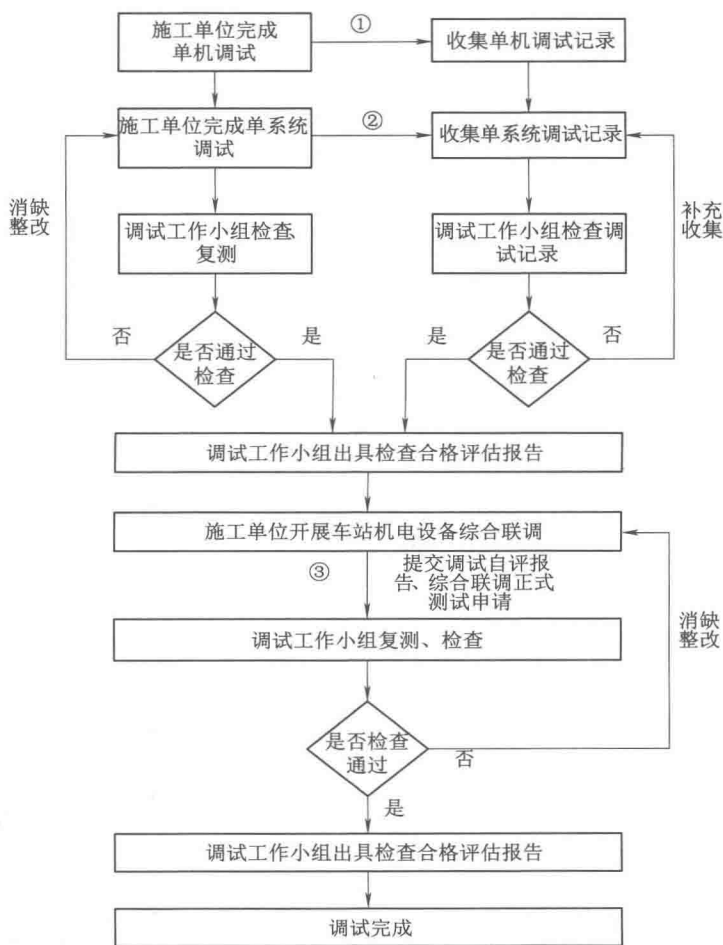 施工单位完成
单机调试
①
收集单机调试记录
施工单位完成单系统
调试
②
收集单系统调试记录
消缺
整改
补充
收集
调试工作小组检查、
复测
调试工作小组检查调
试记录
否
是否通过
检查
是
是
是否通过
检查
否
调试工作小组出具检查合格评估报告
施工单位开展车站机电设备综合联调
③
提交调试自评报
告、综合联调正式
测试申请
消缺
整改
调试工作小组复测、检查
是否检查
通过
否
是
调试工作小组出具检查合格评估报告
调试完成